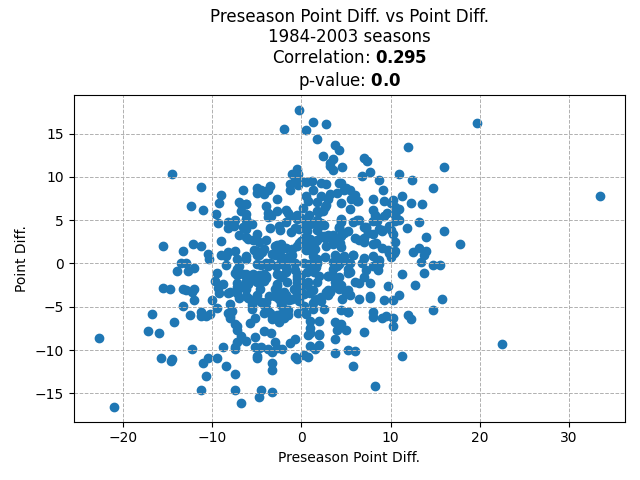 Preseason Point Diff. vs Point Diff.
1984-2003 seasons
Correlation: 0.295
p-value: 0.0
15
10
5
0
−5
−10
−15
Point Diff.
−20
−10
0
10
20
30
Preseason Point Diff.